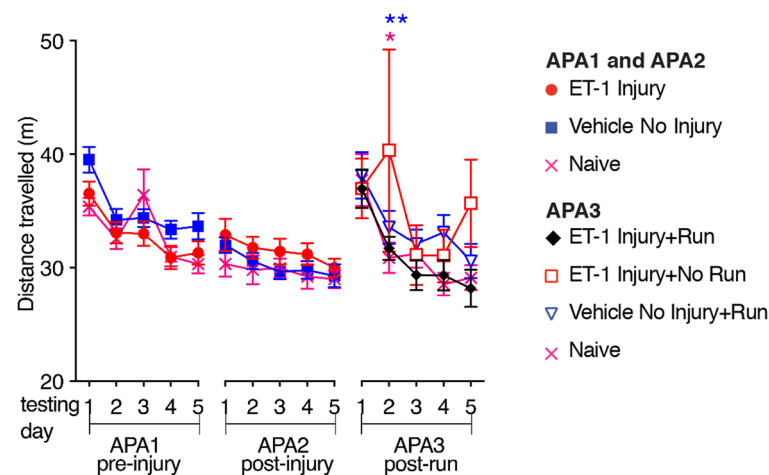 **
*
50
40
30
20
Distance travelled (m)
testing day
1 2 3 4 5
1 2 3 4 5
1 2 3 4 5
APA1
pre-injury
APA2
post-injury
APA3
post-run
APA1 and APA2
ET-1 Injury
Vehicle No Injury
Naive
APA3
ET-1 Injury+Run
ET-1 Injury+No Run
Vehicle No Injury+Run
Naive